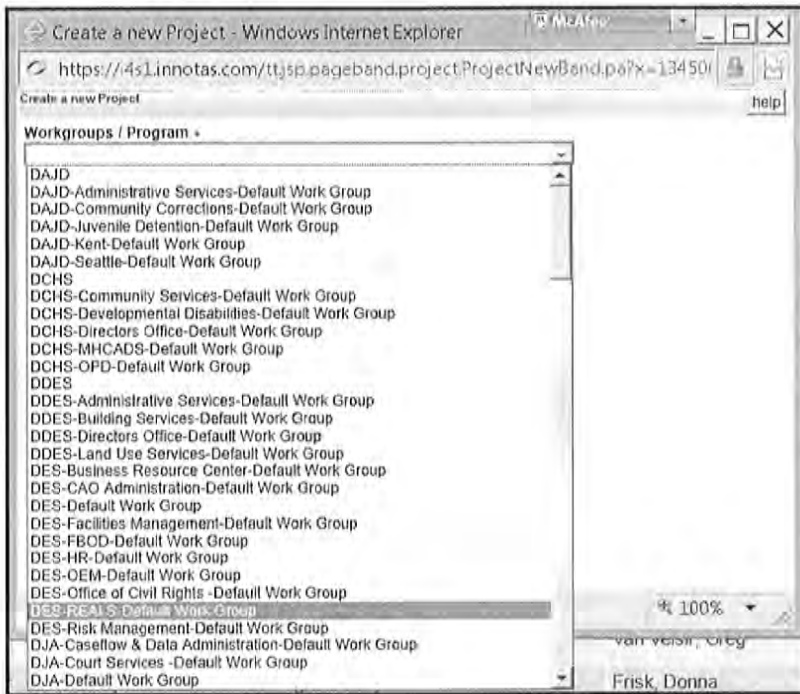 Create a new Project - Windows Internet Explorer
McAfee
https://4s1.innotas.com/ttjsp.pageband.project.ProjectNewBand.pa?x=13450
Create a new Project
help
Workgroups / Program
DAJD
DAJD-Administrative Services-Default Work Group
DAJD-Community Corrections-Default Work Group
DAJD-Juvenile Detention-Default Work Group
DAJD-Kent-Default Work Group
DAJD-Seattle-Default Work Group
DCHS
DCHS-Community Services-Default Work Group
DCHS-Developmental Disabilities-Default Work Group
DCHS-Directors Office-Default Work Group
DCHS-MHCADS-Default Work Group
DCHS-OPD-Default Work Group
DDES
DDES-Administrative Services-Default Work Group
DDES-Building Services-Default Work Group
DDES-Directors Office-Default Work Group
DDES-Land Use Services-Default Work Group
DES-Business Resource Center-Default Work Group
DES-CAO Administration-Default Work Group
DES-Default Work Group
DES-Facilities Management-Default Work Group
DES-FBOD-Default Work Group
DES-HR-Default Work Group
DES-OEM-Default Work Group
DES-Office of Civil Rights -Default Work Group
DES-REALS-Default Work Group
100%
DES-Risk Management-Default Work Group
DJA-Caseflow & Data Administration-Default Work Group
DJA-Court Services -Default Work Group
DJA-Default Work Group
Greg
Frisk, Donna